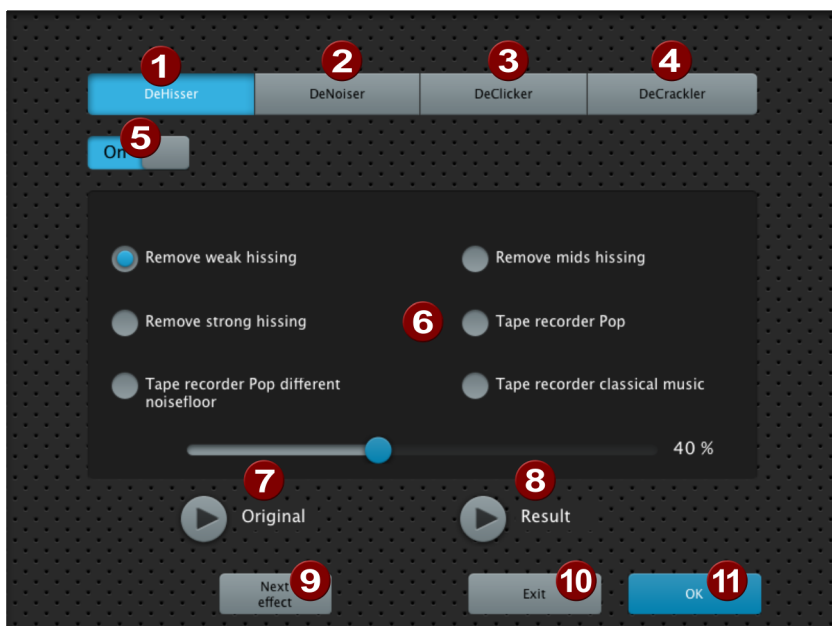 1 2 3 4
DeHisser DeNoiser DeClicker DeCrackler
5
On
Remove weak hissing Remove mids hissing
Remove strong hissing 6 Tape recorder Pop
Tape recorder Pop different Tape recorder classical music
noisefloor
40 %
7 8
Original Result
Next 9 10 11
effect Exit OK